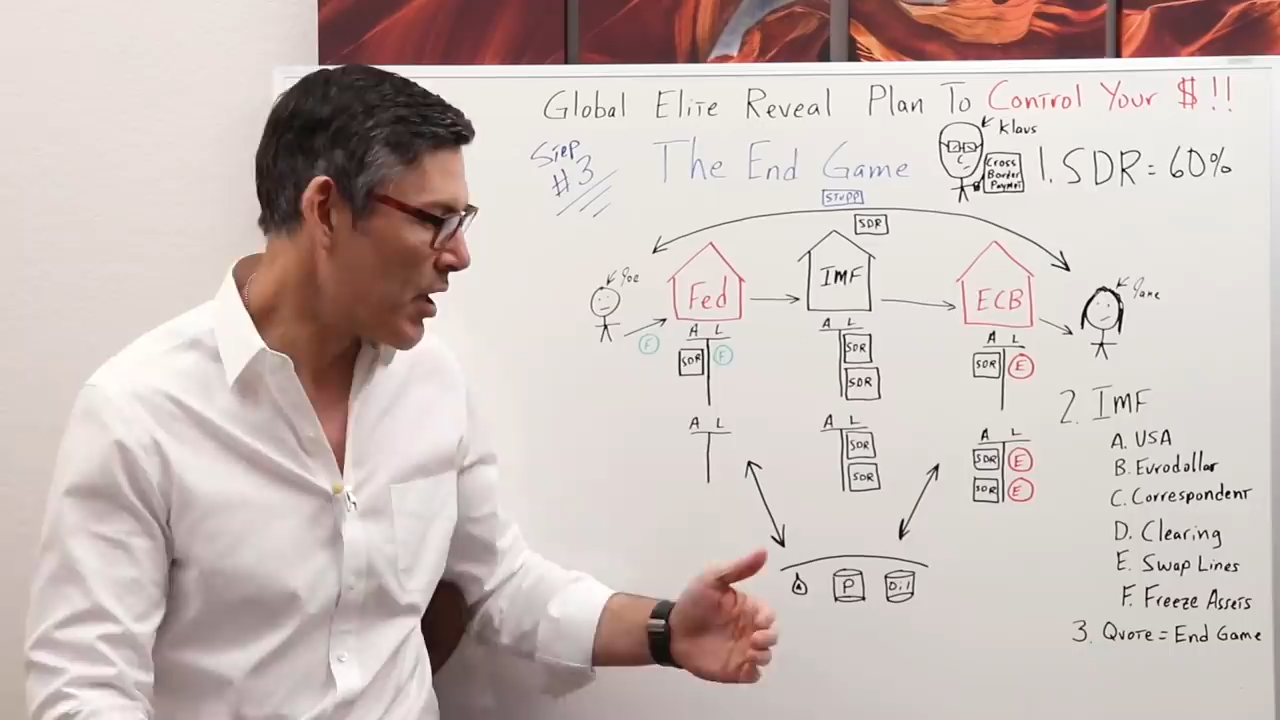 Global Elite Reveal Plan To Control Your $!!
Step
#3
The End Game
Klaus
Cross
Border
Paymnt
1. SDR = 60%
STUPP
SDR
Joe
Fed
IMF
ECB
Jane
F
A L
SDR F
A L
SDR
SDR
A L
SDR E
A L
A L
SDR
SDR
A L
SDR E
SDR E
P
Oil
2. IMF
A. USA
B. Eurodollar
C. Correspondent
D. Clearing
E. Swap Lines
F. Freeze Assets
3. Quote = End Game